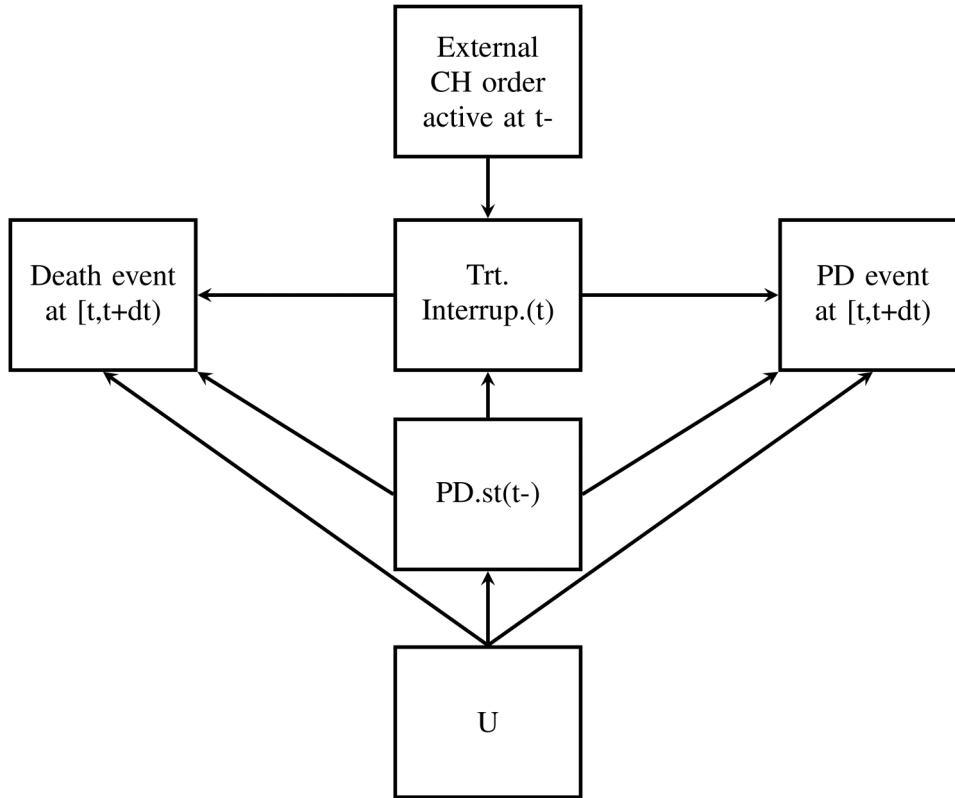 External
CH order
active at t-
Death event
at [t,t+dt)
Trt.
Interrup.(t)
PD event
at [t,t+dt)
PD.st(t-)
U